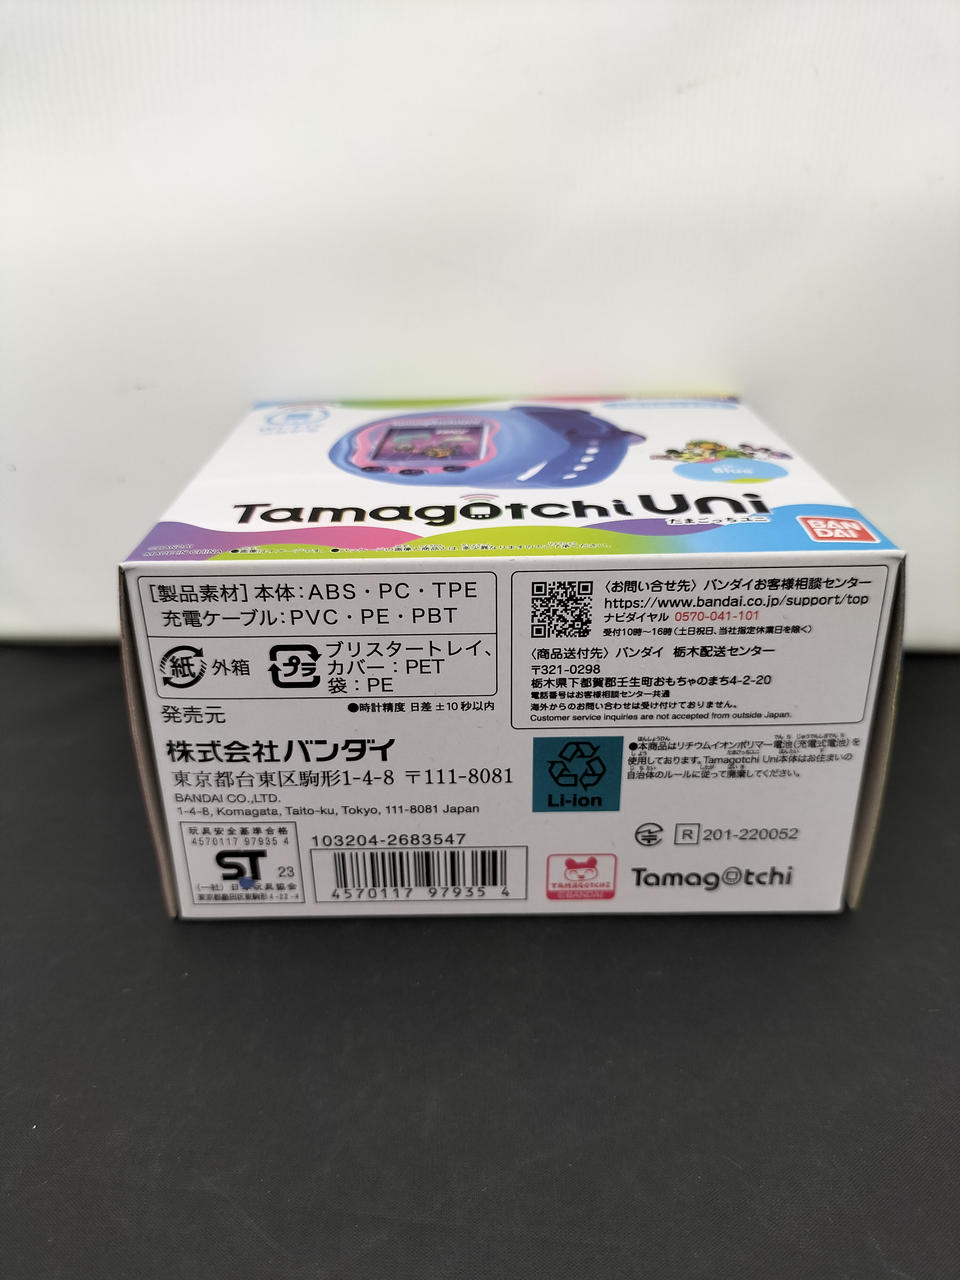 Tamagotchi Uni
たまごっちユニ
Blue
BAN
DAI
©BANDAI
MADE IN CHINA
[製品素材]本体:ABS・PC・TPE
充電ケーブル:PVC・PE・PBT
紙 外箱
プラ
ブリスタートレイ、
カバー:PET
袋:PE
●時計精度 日差±10秒以内
発売元
株式会社バンダイ
東京都台東区駒形1-4-8 〒111-8081
BANDAI CO.,LTD.
1-4-8, Komagata, Taito-ku, Tokyo, 111-8081 Japan
玩具安全基準合格
4570117 97935 4
ST 23
(一社) 日本玩具協会
103204-2683547
4570117 97935 4
〈お問い合せ先〉バンダイお客様相談センター
https://www.bandai.co.jp/support/top
ナビダイヤル 0570-041-101
受付10時〜16時(土日祝日、当社指定休業日を除く)
〈商品送付先〉バンダイ 栃木配送センター
〒321-0298
栃木県下都賀郡壬生町おもちゃのまち4-2-20
電話番号はお客様相談センター共通
海外からのお問い合わせは受け付けておりません。
Customer service inquiries are not accepted from outside Japan.
Li-ion
●本商品はリチウムイオンポリマー電池(充電式電池)を
使用しております。Tamagotchi Uni本体はお住まいの
自治体のルールに従って廃棄してください。
R 201-220052
TAMAGOTCHI
©BANDAI
Tamagotchi